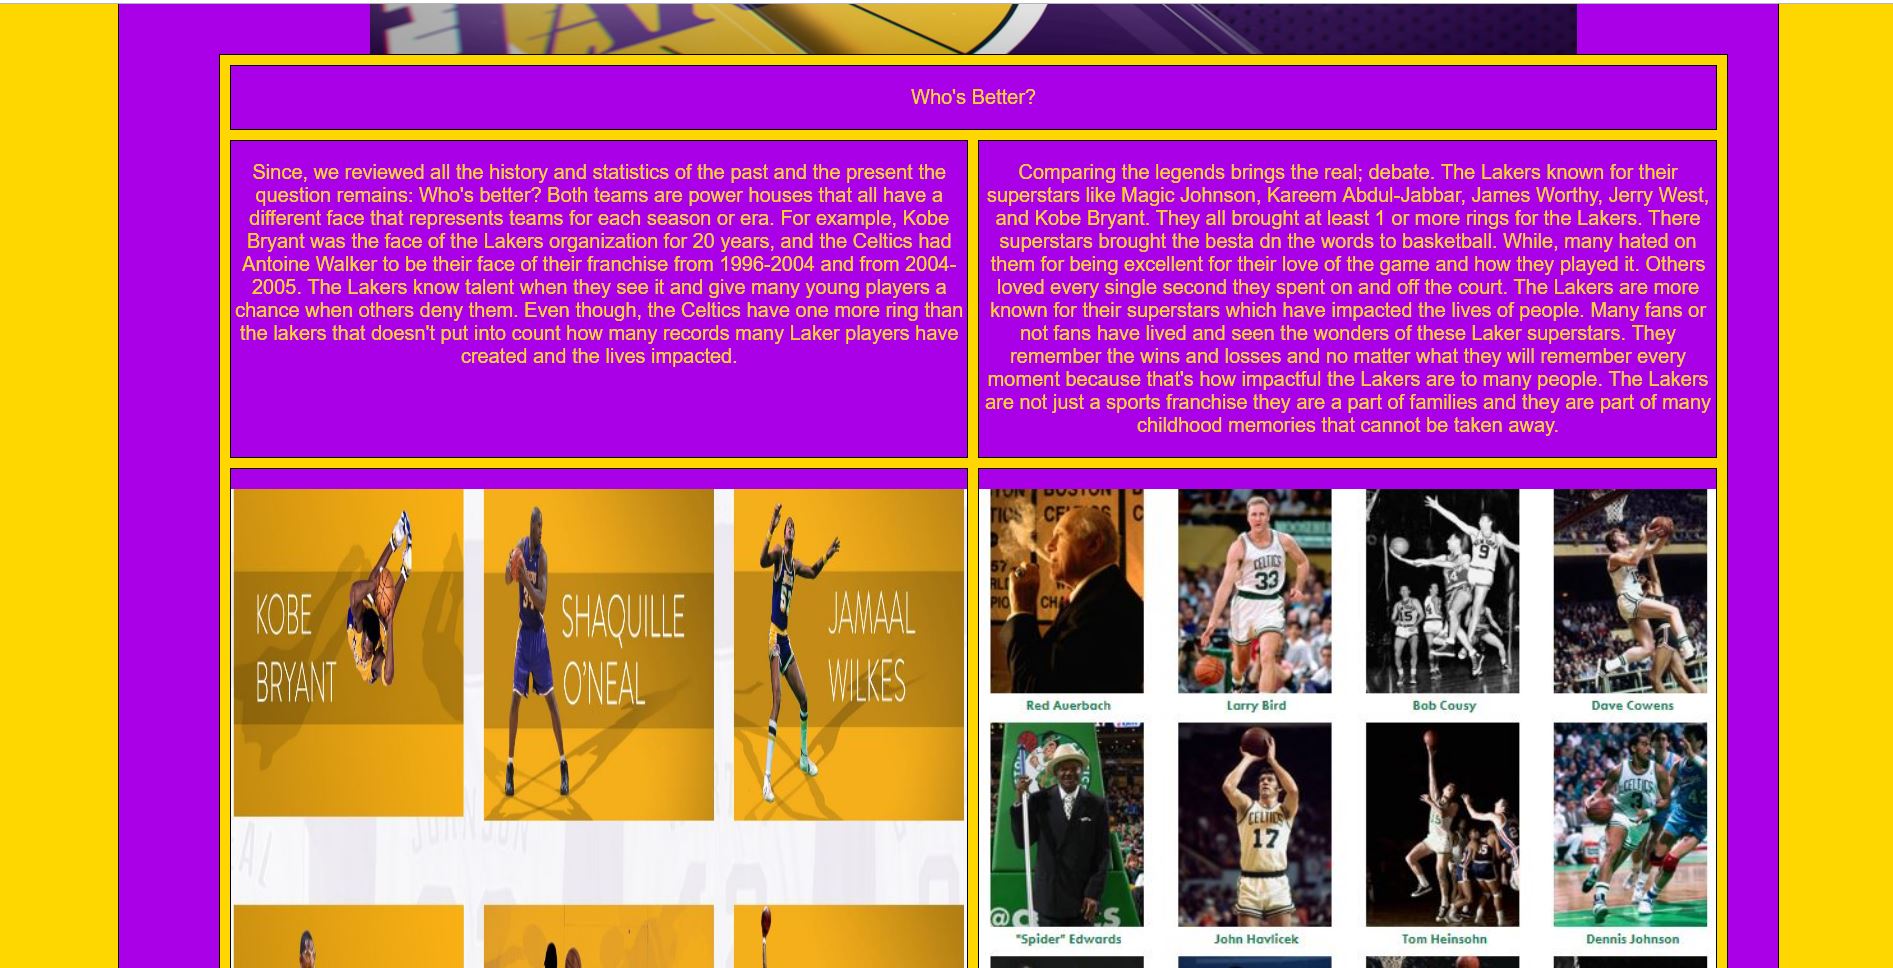 Who's Better?
Since, we reviewed all the history and statistics of the past and the present the
question remains: Who's better? Both teams are power houses that all have a
different face that represents teams for each season or era. For example, Kobe
Bryant was the face of the Lakers organization for 20 years, and the Celtics had
Antoine Walker to be their face of their franchise from 1996-2004 and from 2004-
2005. The Lakers know talent when they see it and give many young players a
chance when others deny them. Even though, the Celtics have one more ring than
the lakers that doesn't put into count how many records many Laker players have
created and the lives impacted.
Comparing the legends brings the real; debate. The Lakers known for their
superstars like Magic Johnson, Kareem Abdul-Jabbar, James Worthy, Jerry West,
and Kobe Bryant. They all brought at least 1 or more rings for the Lakers. There
superstars brought the besta dn the words to basketball. While, many hated on
them for being excellent for their love of the game and how they played it. Others
loved every single second they spent on and off the court. The Lakers are more
known for their superstars which have impacted the lives of people. Many fans or
not fans have lived and seen the wonders of these Laker superstars. They
remember the wins and losses and no matter what they will remember every
moment because that's how impactful the Lakers are to many people. The Lakers
are not just a sports franchise they are a part of families and they are part of many
childhood memories that cannot be taken away.
KOBE
BRYANT
SHAQUILLE
O'NEAL
JAMAAL
WILKES
JOHNSON
BOSTON
CELTICS
33
9
15
Red Auerbach
Larry Bird
Bob Cousy
Dave Cowens
CELTICS
17
"Spider" Edwards
John Havlicek
Tom Heinsohn
Dennis Johnson